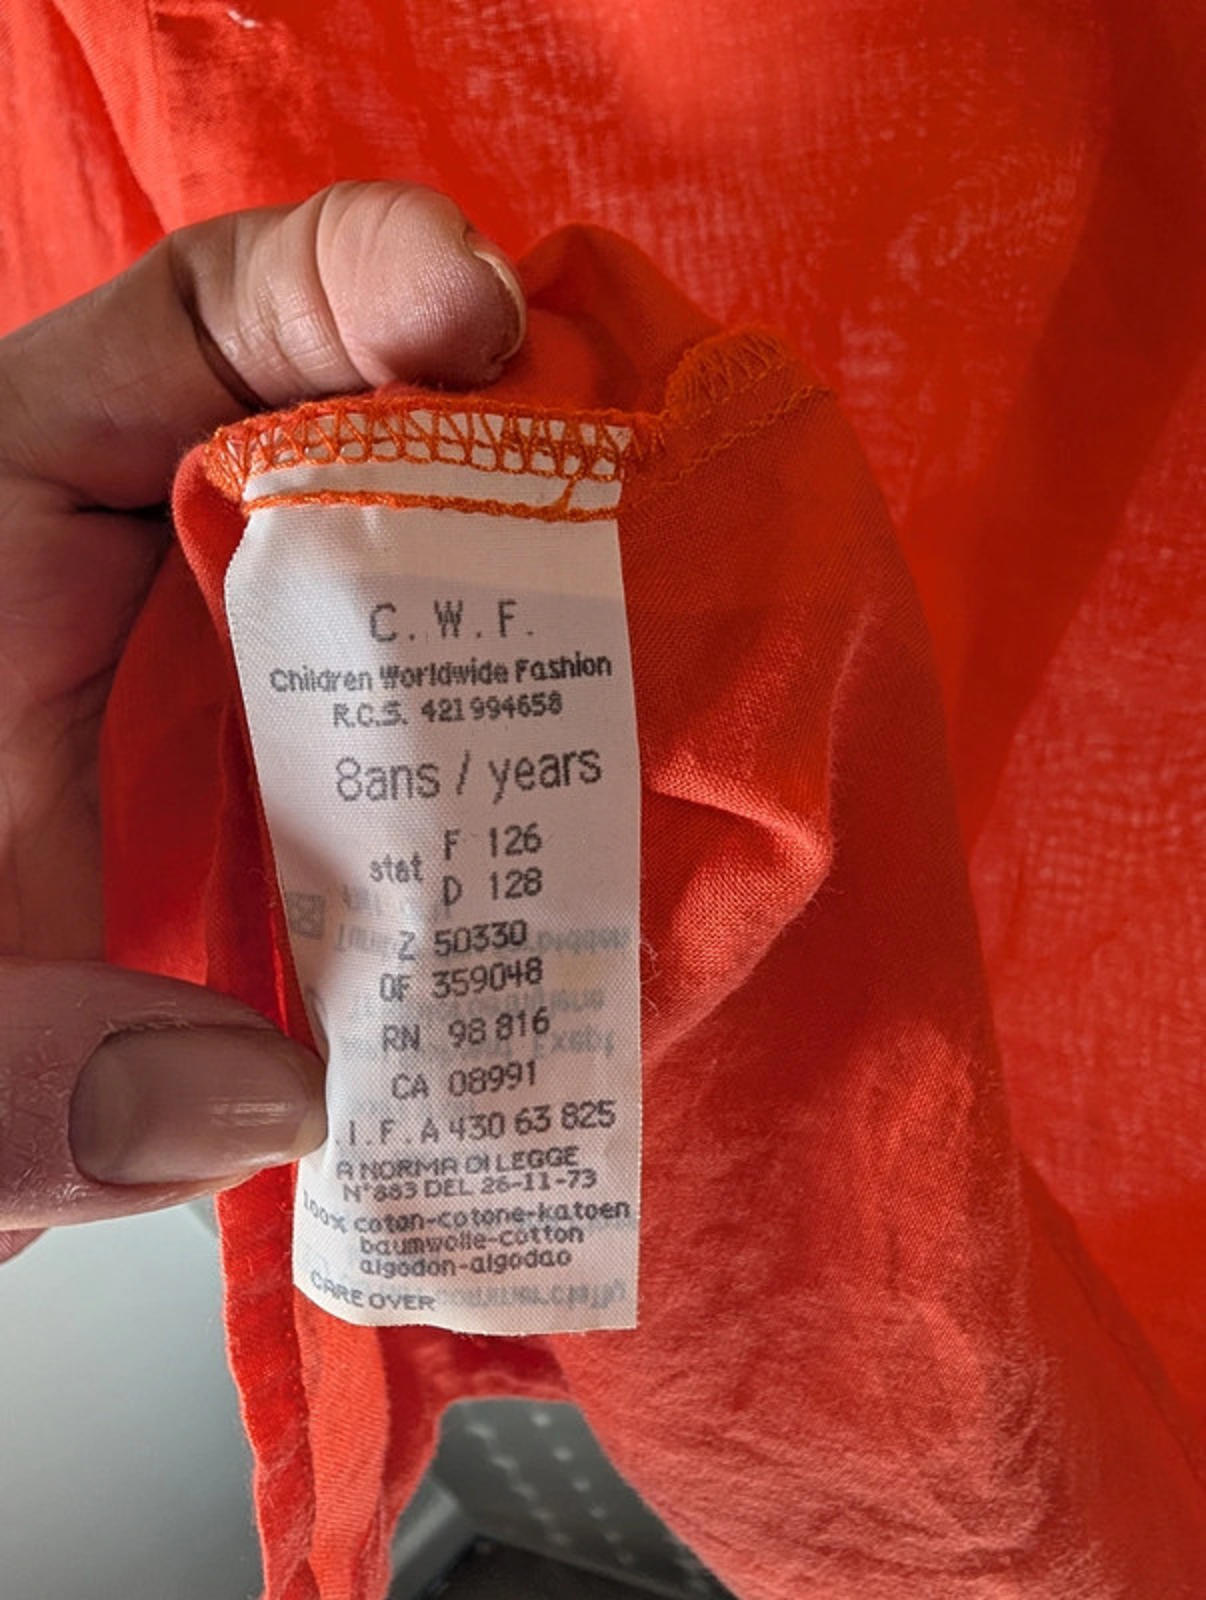 C.W.F.
Children Worldwide Fashion
R.C.S. 421 994658
8ans / years
stat F 126
D 128
Z 50330
OF 359048
RN 98 816
CA 08991
.I.F. A 430 63 825
A NORMA DI LEGGE
N°883 DEL 26-11-73
100% coton-cotone-katoen
baumwolle-cotton
algodon-algodao
CARE OVER